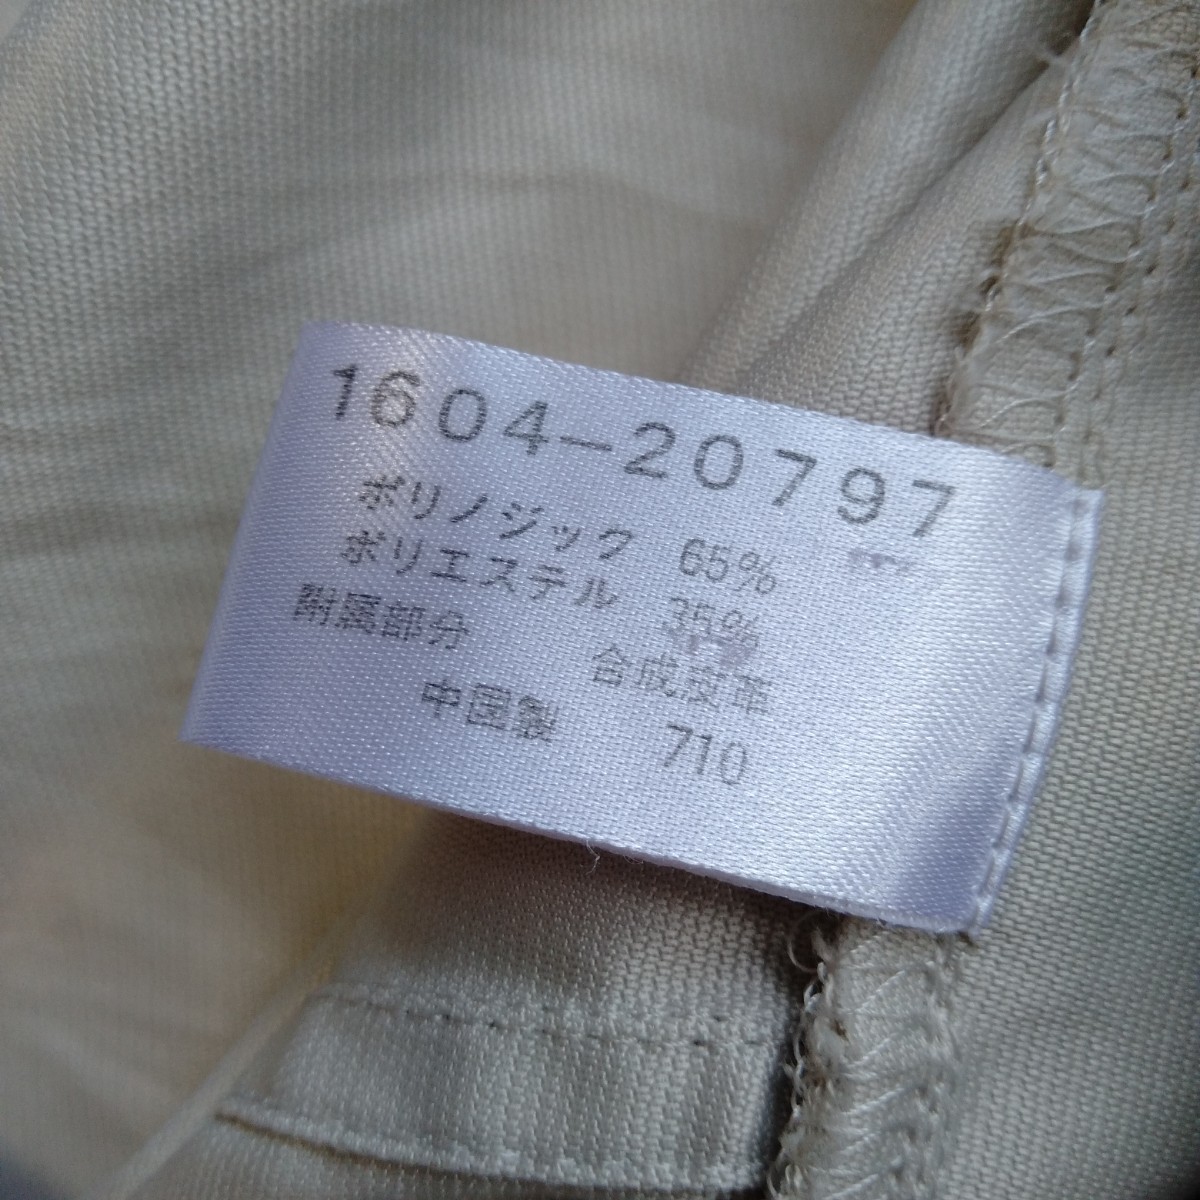 1604-20797
ポリノジック 65%
ポリエステル 35%
附属部分
合成皮革
中国製 710